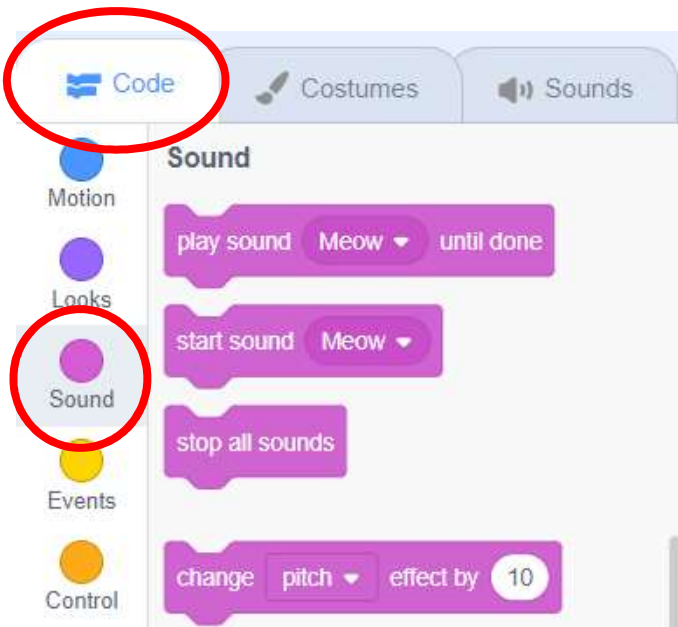 Code Costumes Sounds
Motion
Looks
Sound
Events
Control
Sound
play sound Meow until done
start sound Meow
stop all sounds
change pitch effect by 10